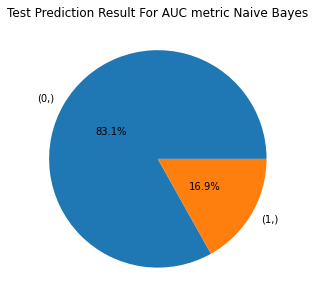 Test Prediction Result For AUC metric Naive Bayes
(0,)
83.1%
16.9%
(1,)